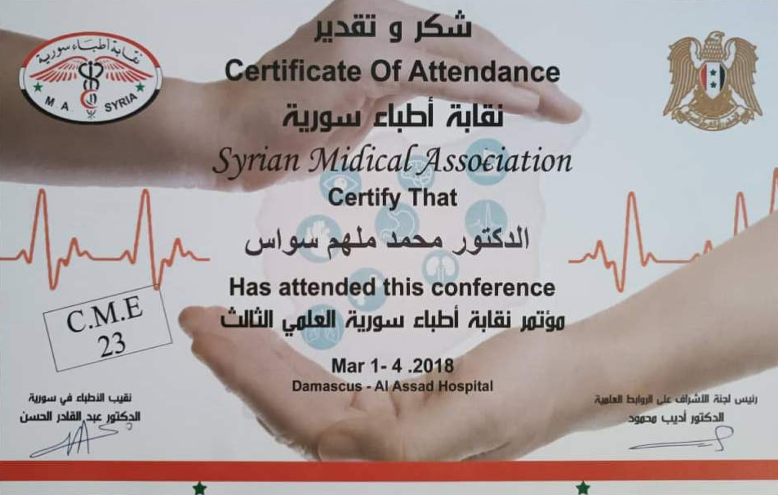 شكر و تقدير
Certificate Of Attendance
نقابة أطباء سورية
نقابة أطباء سورية
M. A. SYRIA
Syrian Midical Association
Certify That
الدكتور محمد ملهم سواس
Has attended this conference
مؤتمر نقابة أطباء سورية العلمي الثالث
C.M.E
23
Mar 1- 4 .2018
Damascus - Al Assad Hospital
نقيب الأطباء في سورية
الدكتور عبد القادر الحسن
رئيس لجنة الاشراف على الروابط العلمية
الدكتور أديب محمود